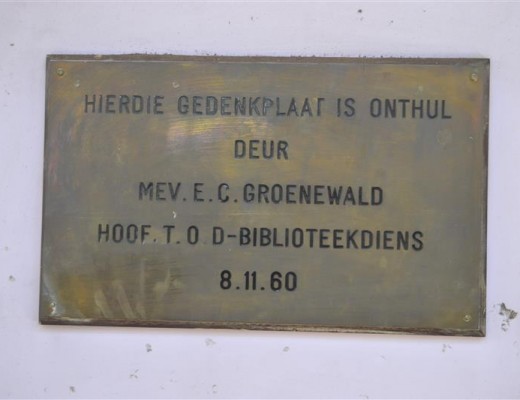 HIERDIE GEDENKPLAAT IS ONTHUL
DEUR
MEV. E. C. GROENEWALD
HOOF. T. O D-BIBLIOTEEKDIENS
8.11.60